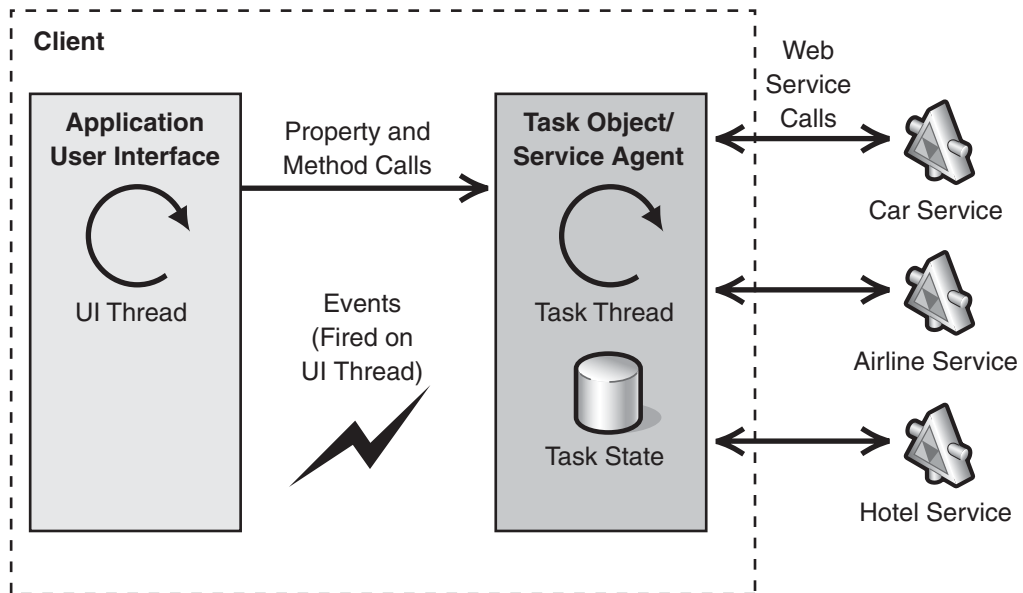 Client
Application
User Interface
UI Thread
Property and
Method Calls
Events
(Fired on
UI Thread)
Task Object/
Service Agent
Task Thread
Task State
Web
Service
Calls
Car Service
Airline Service
Hotel Service